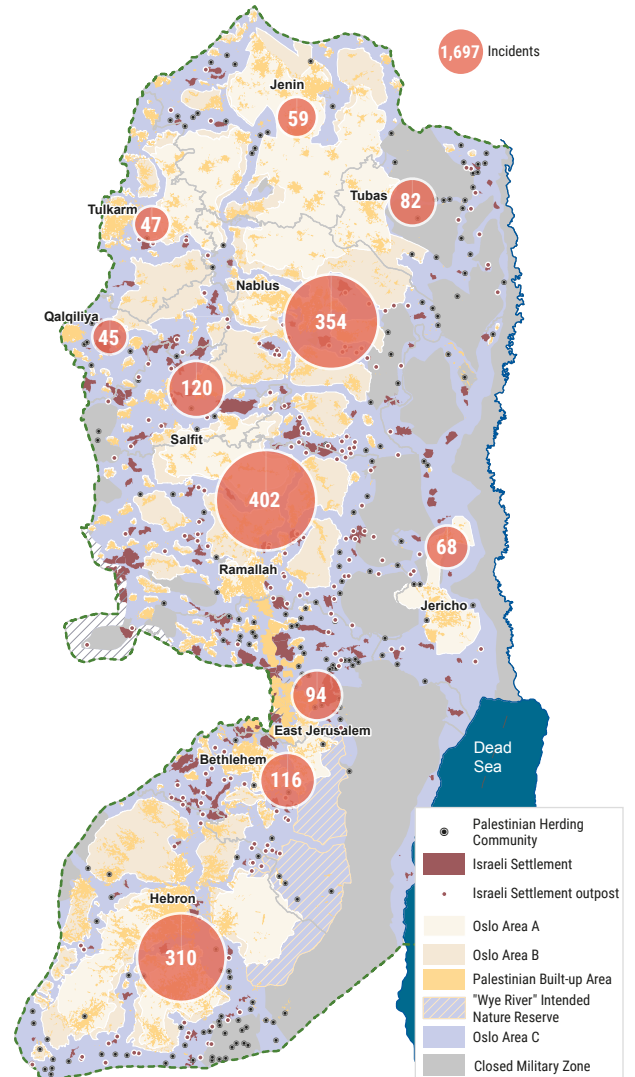 1,697 Incidents
Jenin
59
Tubas
82
Tulkarm
47
Nablus
354
Qalqiliya
45
120
Salfit
402
Ramallah
68
Jericho
94
East Jerusalem
Bethlehem
116
Dead
Sea
Hebron
310
Palestinian Herding
Community
Israeli Settlement
Israeli Settlement outpost
Oslo Area A
Oslo Area B
Palestinian Built-up Area
"Wye River" Intended
Nature Reserve
Oslo Area C
Closed Military Zone